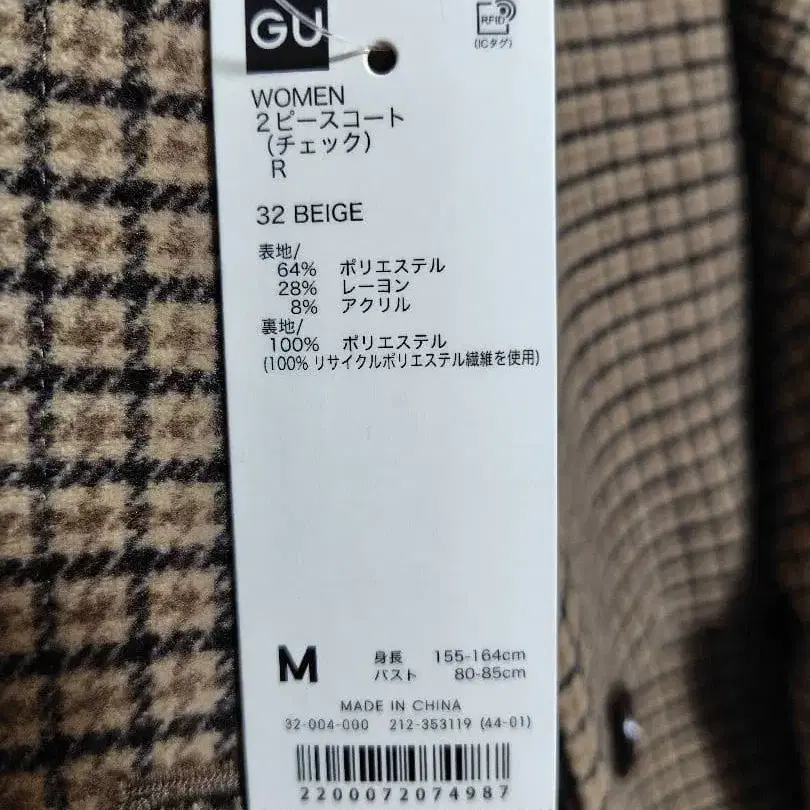 GU
RFID
(ICタグ)
WOMEN
2ピースコート
(チェック)
R
32 BEIGE
表地/
64% ポリエステル
28% レーヨン
8% アクリル
裏地/
100% ポリエステル
(100% リサイクルポリエステル繊維を使用)
M 身長 155-164cm
バスト 80-85cm
MADE IN CHINA
32-004-000 212-353119 (44-01)
2200072074987